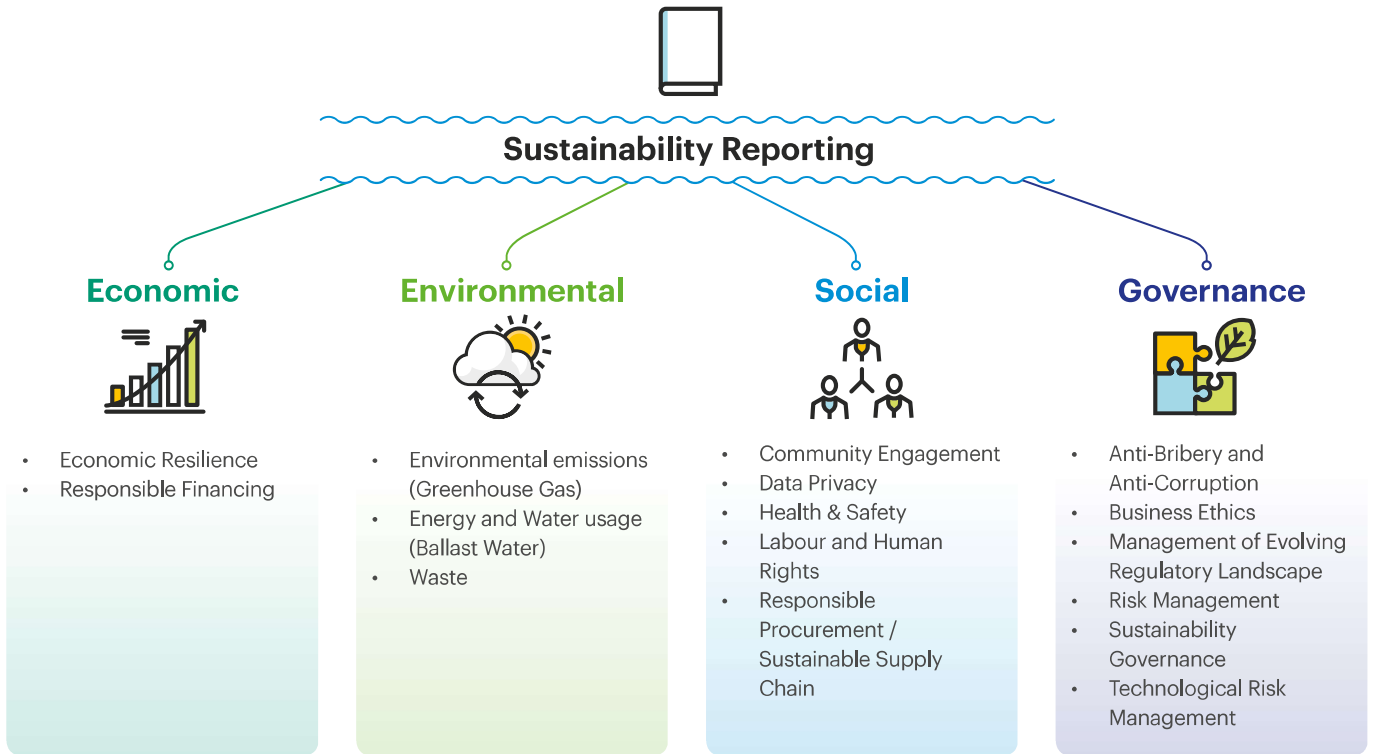 Sustainability Reporting
Economic
• Economic Resilience
• Responsible Financing
Environmental
• Environmental emissions
(Greenhouse Gas)
• Energy and Water usage
(Ballast Water)
• Waste
Social
• Community Engagement
• Data Privacy
• Health & Safety
• Labour and Human
Rights
• Responsible
Procurement /
Sustainable Supply
Chain
Governance
• Anti-Bribery and
Anti-Corruption
• Business Ethics
• Management of Evolving
Regulatory Landscape
• Risk Management
• Sustainability
Governance
• Technological Risk
Management